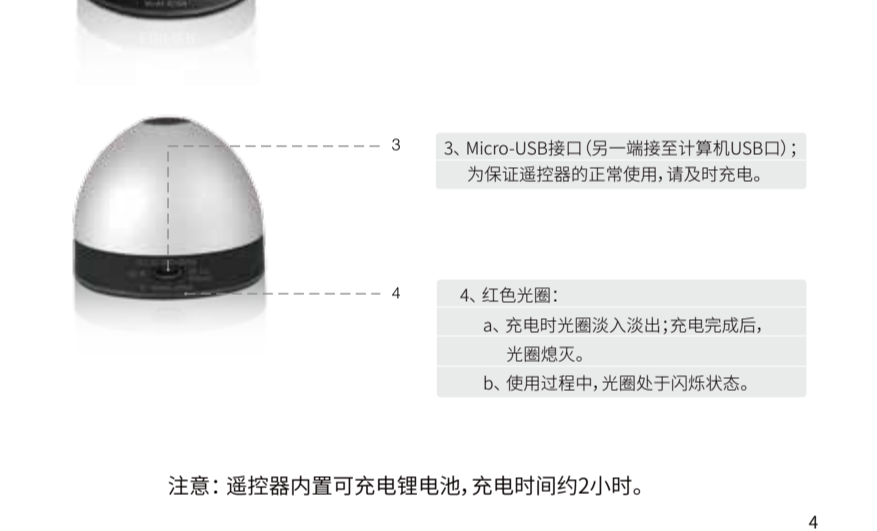 3
3、Micro-USB接口（另一端接至计算机USB口）；
为保证遥控器的正常使用，请及时充电。
4
4、红色光圈：
a、充电时光圈淡入淡出；充电完成后，
光圈熄灭。
b、使用过程中，光圈处于闪烁状态。
注意：遥控器内置可充电锂电池，充电时间约2小时。
4